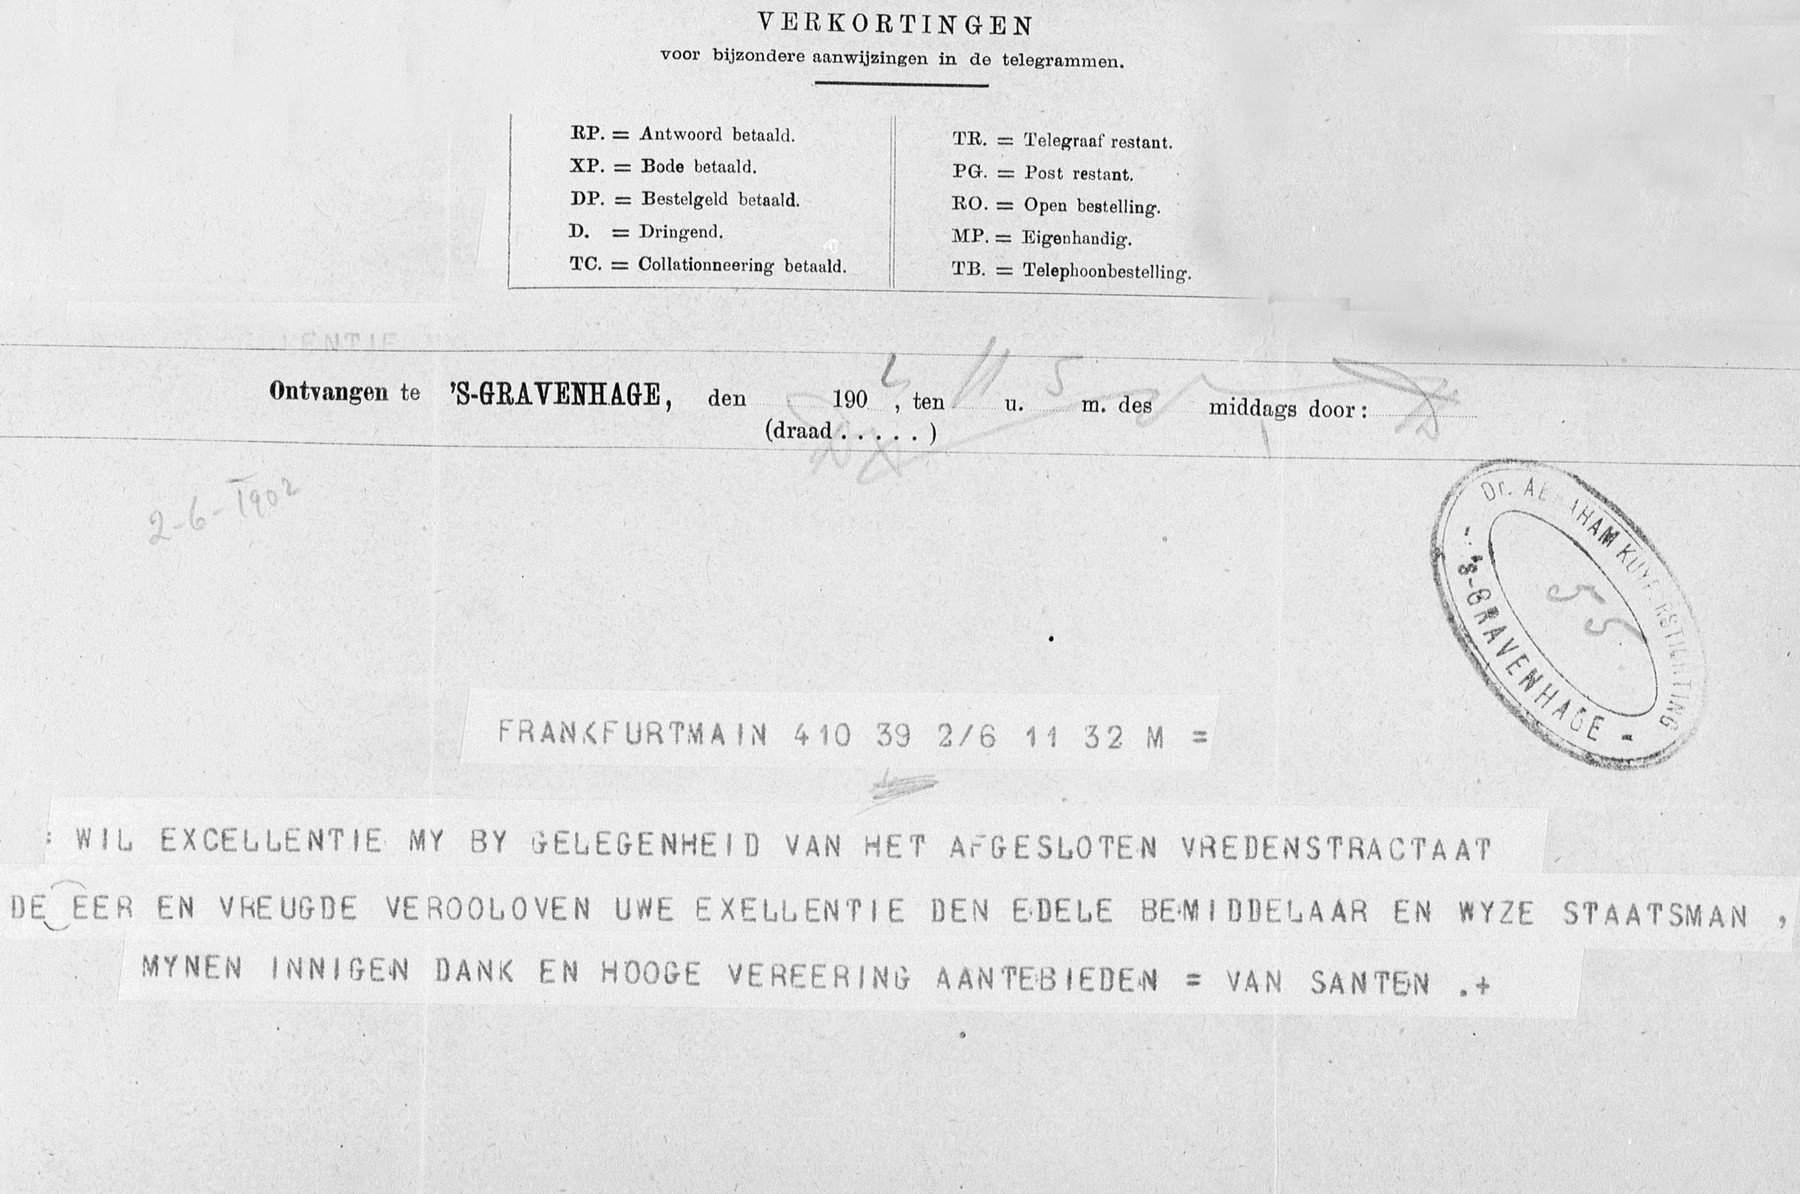 VERKORTINGEN
voor bijzondere aanwijzingen in de telegrammen.
RP. = Antwoord betaald.
XP. = Bode betaald.
DP. = Bestelgeld betaald.
D. = Dringend.
TC. = Collationneering betaald.
TR. = Telegraaf restant.
PG. = Post restant.
RO. = Open bestelling.
MP. = Eigenhandig.
TB. = Telephoonbestelling.
Ontvangen te 'S-GRAVENHAGE, den 190 , ten 11 u. 5 m. des middags door:
(draad . . . . . )
2-6-1902
Dr. ABRAHAM KUYPERSTICHTING
- 'S-GRAVENHAGE -
55
FRANKFURTMAIN 410 39 2/6 11 32 M =
: WIL EXCELLENTIE MY BY GELEGENHEID VAN HET AFGESLOTEN VREDENSTRACTAAT
DE EER EN VREUGDE VEROOLOVEN UWE EXELLENTIE DEN EDELE BEMIDDELAAR EN WYZE STAATSMAN ,
MYNEN INNIGEN DANK EN HOOGE VEREERING AANTEBIEDEN = VAN SANTEN .+